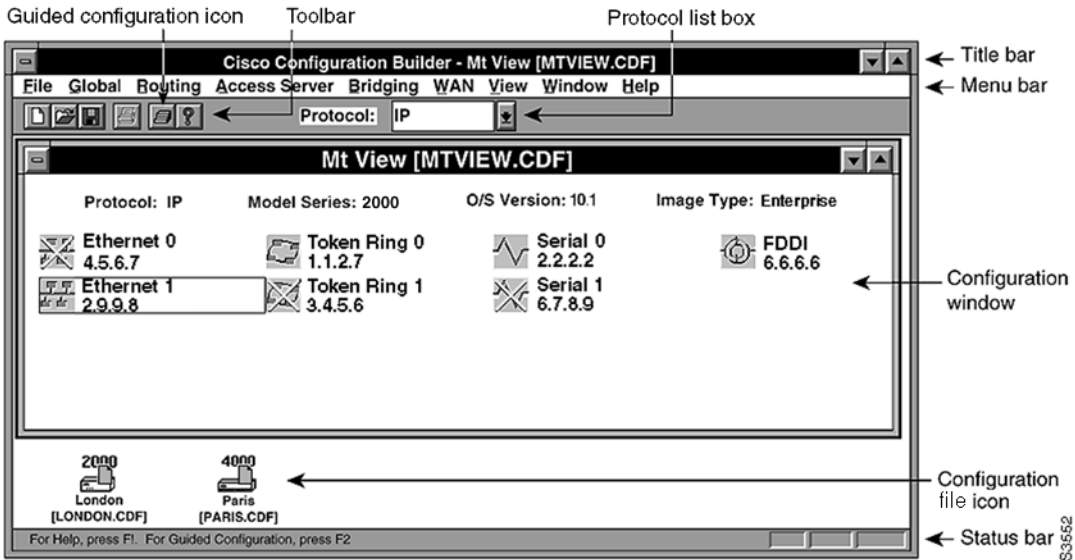 Guided configuration icon Toolbar Protocol list box
Cisco Configuration Builder - Mt View [MTVIEW.CDF]
Title bar
File Global Routing Access Server Bridging WAN View Window Help
Menu bar
Protocol: IP
Mt View [MTVIEW.CDF]
Protocol: IP Model Series: 2000 O/S Version: 10.1 Image Type: Enterprise
Ethernet 0 Token Ring 0 Serial 0 FDDI
4.5.6.7 1.1.2.7 2.2.2.2 6.6.6.6
Ethernet 1 Token Ring 1 Serial 1
2.9.9.8 3.4.5.6 6.7.8.9
Configuration
window
2000 4000
London Paris
[LONDON.CDF] [PARIS.CDF]
Configuration
file icon
For Help, press F!. For Guided Configuration, press F2
Status bar
S3552